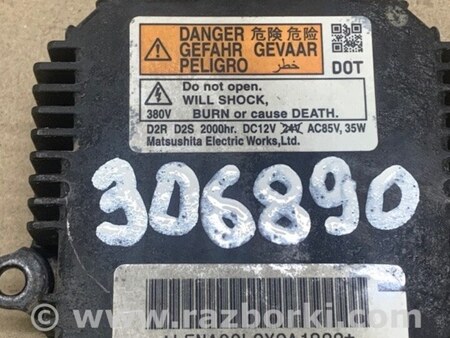 DANGER 危険 危险
GEFAHR GEVAAR
PELIGRO خطر
DOT
Do not open.
WILL SHOCK,
380V BURN or cause DEATH.
D2R D2S 2000hr. DC12V 24V AC85V, 35W
Matsushita Electric Works,Ltd.
306890
www.razborki.com